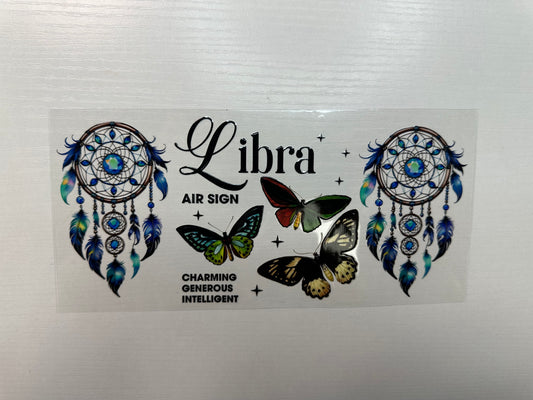 Libra
AIR SIGN
CHARMING
GENEROUS
INTELLIGENT